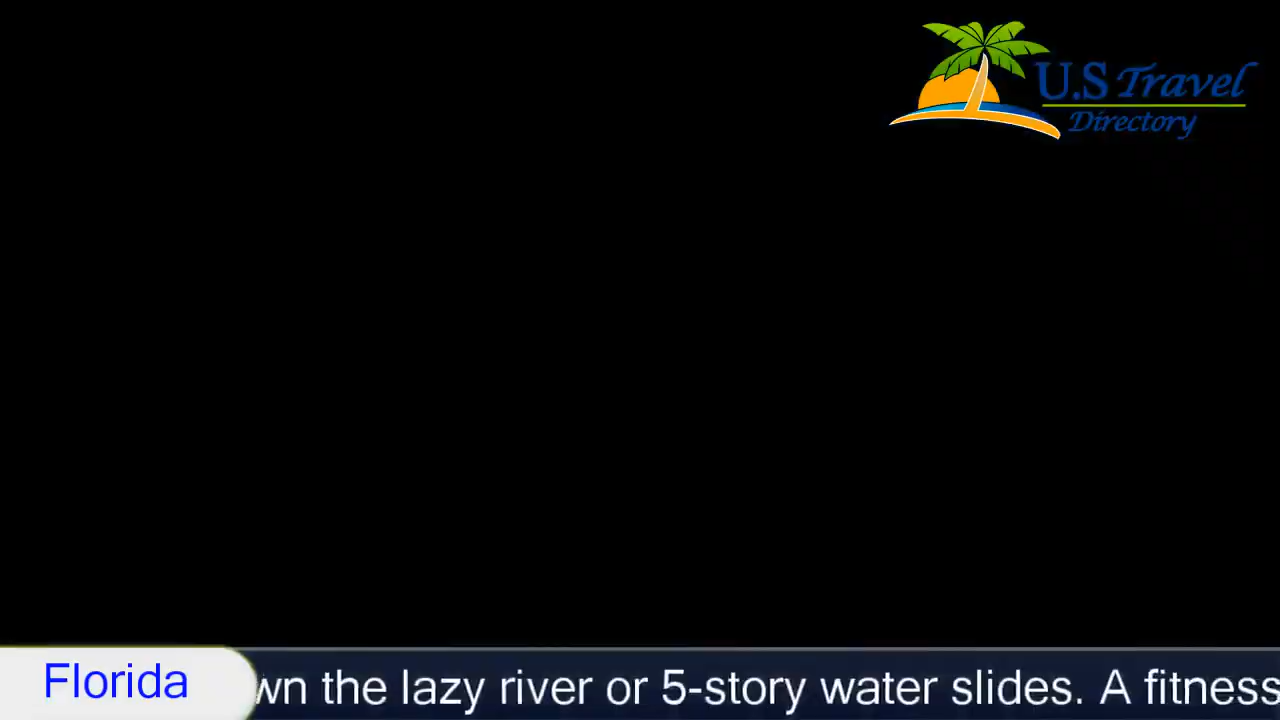 U.S Travel
Directory
Florida
wn the lazy river or 5-story water slides. A fitness